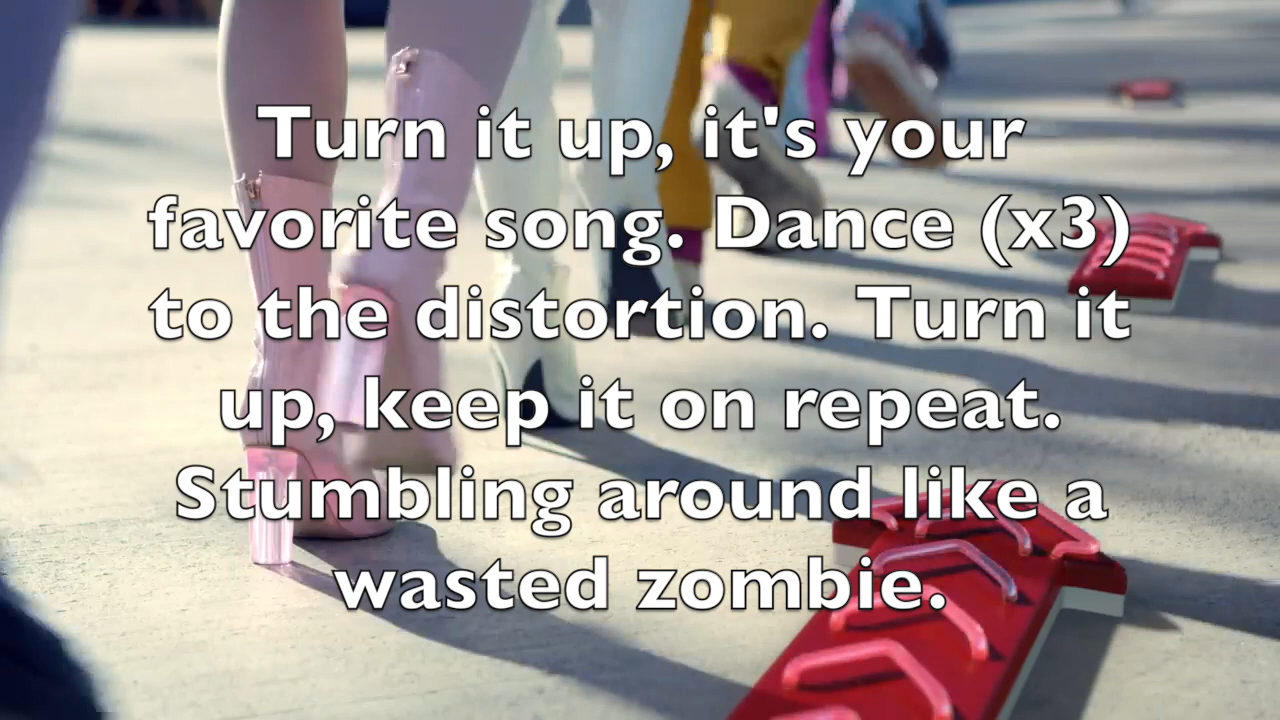 Turn it up, it's your
favorite song. Dance (x3)
to the distortion. Turn it
up, keep it on repeat.
Stumbling around like a
wasted zombie.